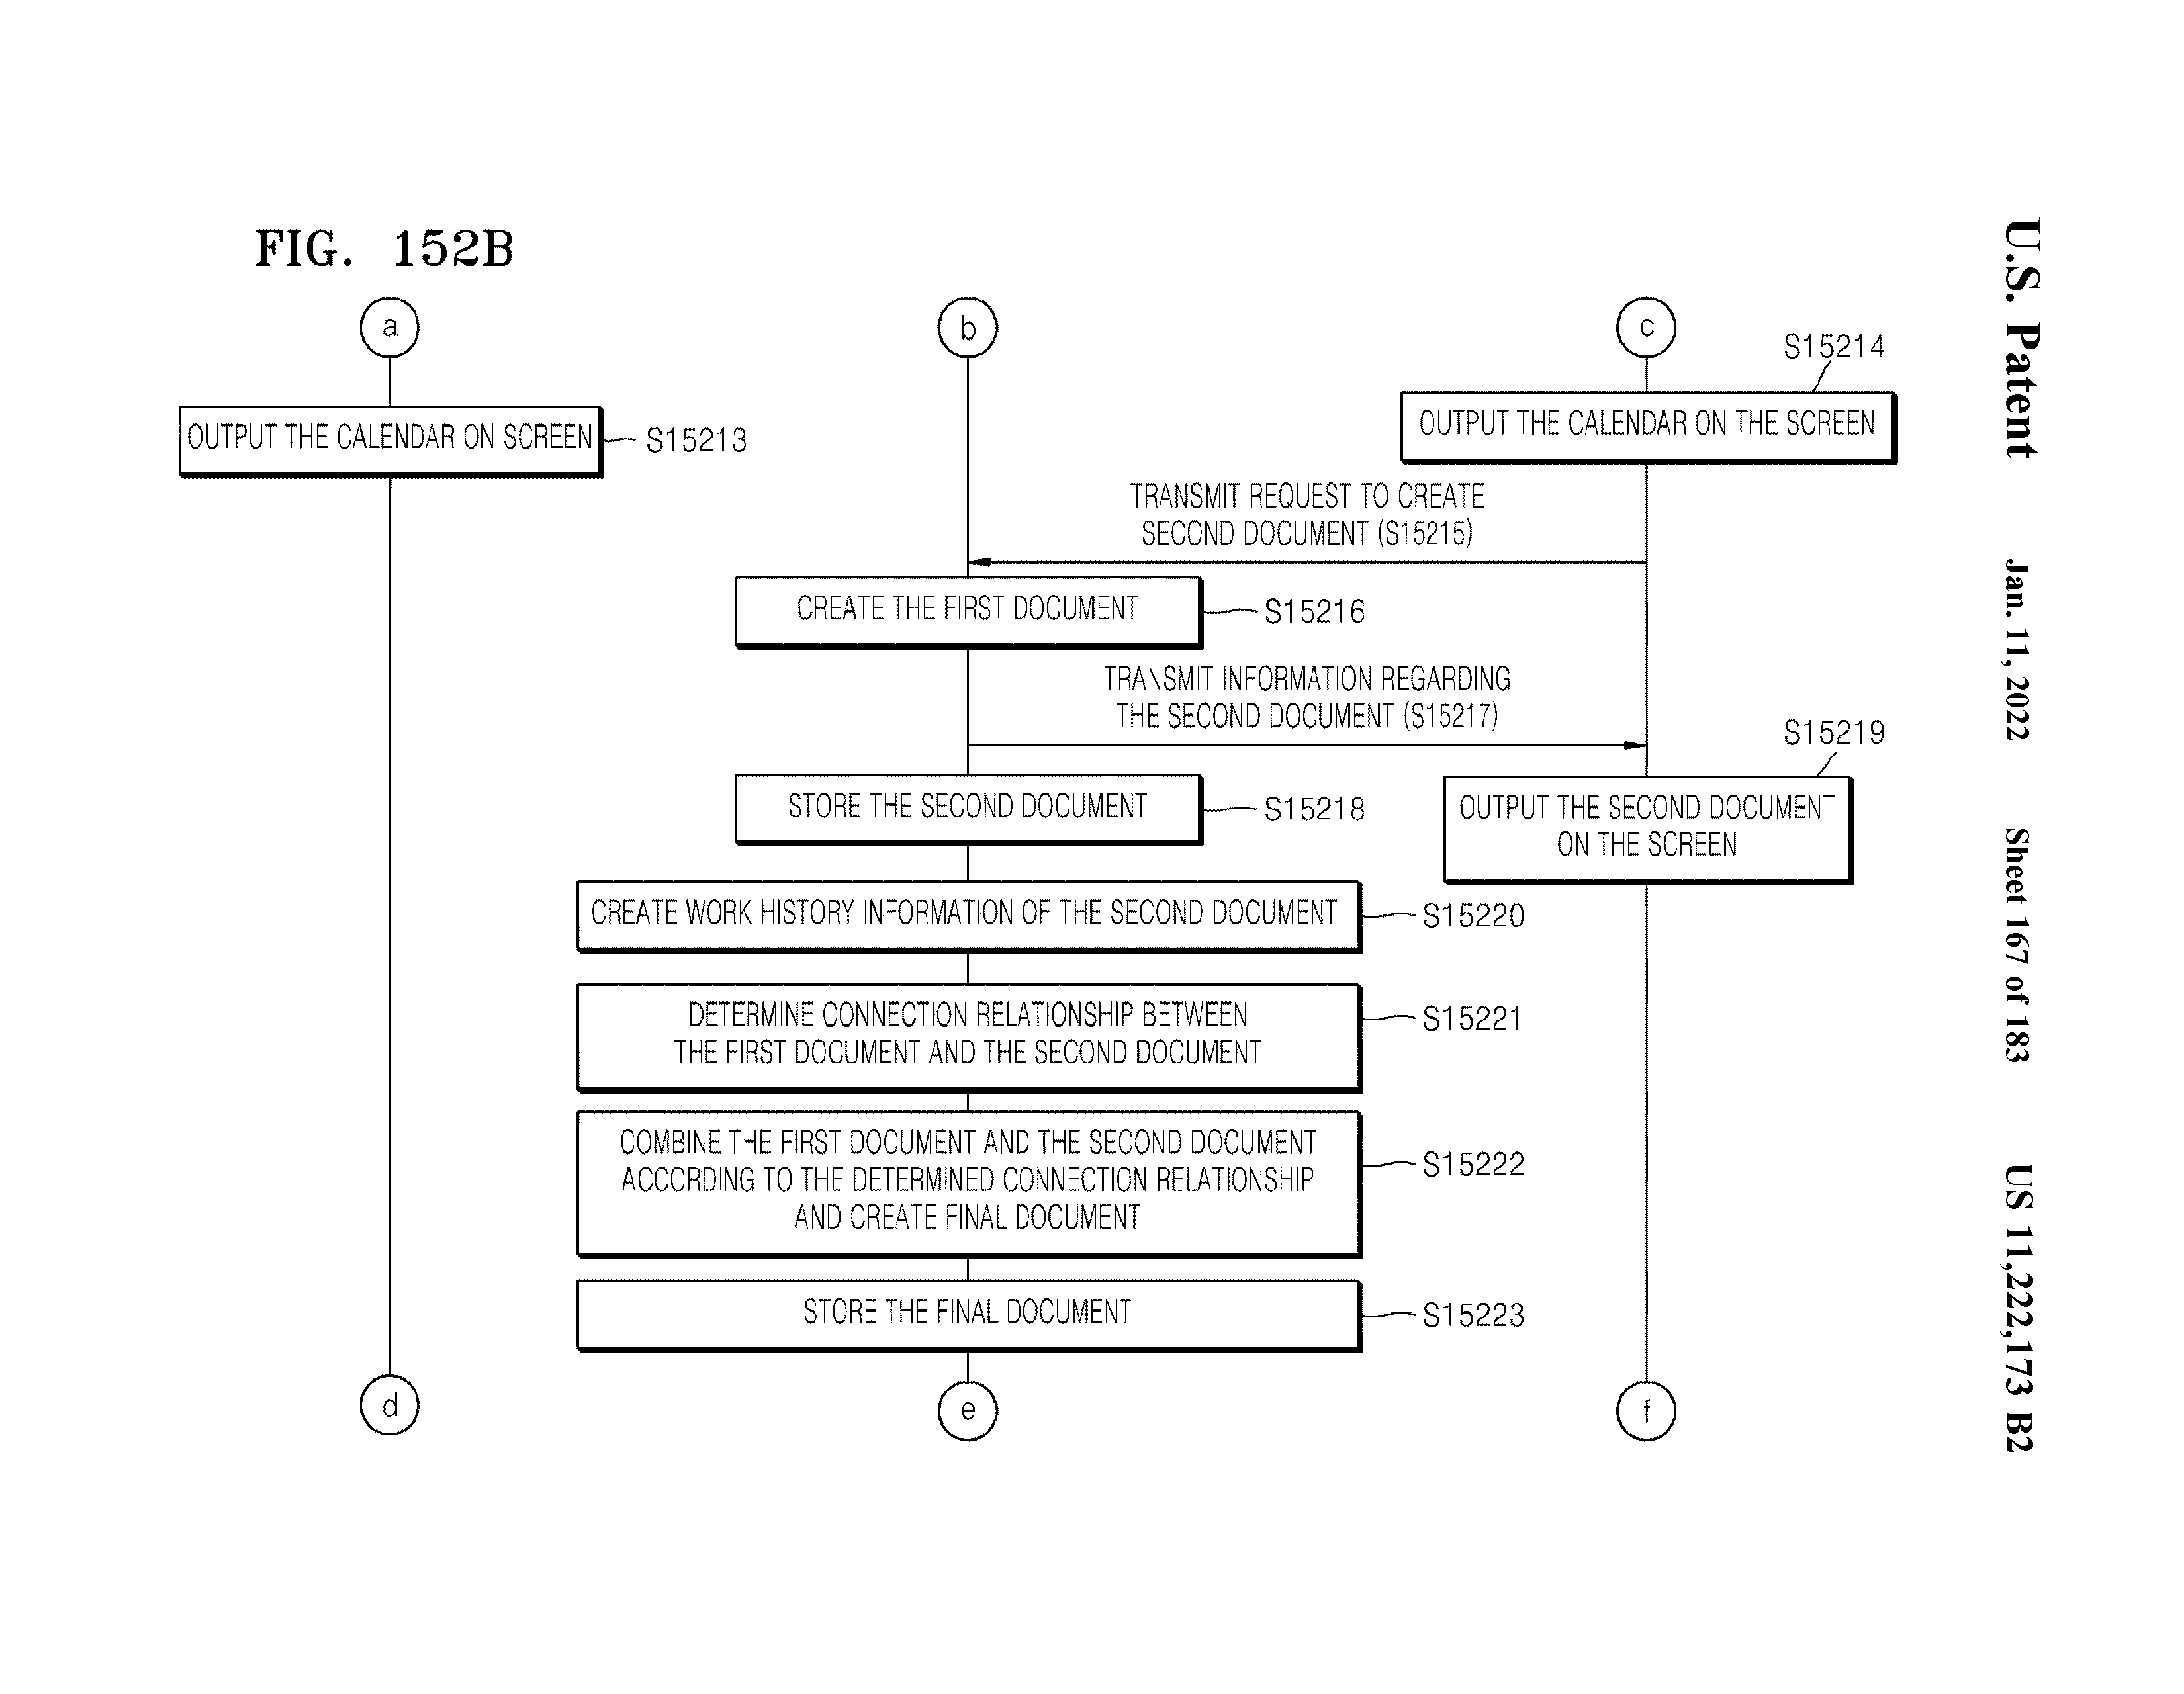 FIG. 152B
a
b
c
S15214
OUTPUT THE CALENDAR ON SCREEN
S15213
OUTPUT THE CALENDAR ON THE SCREEN
TRANSMIT REQUEST TO CREATE
SECOND DOCUMENT (S15215)
CREATE THE FIRST DOCUMENT
S15216
TRANSMIT INFORMATION REGARDING
THE SECOND DOCUMENT (S15217)
S15219
STORE THE SECOND DOCUMENT
S15218
OUTPUT THE SECOND DOCUMENT
ON THE SCREEN
CREATE WORK HISTORY INFORMATION OF THE SECOND DOCUMENT
S15220
DETERMINE CONNECTION RELATIONSHIP BETWEEN
THE FIRST DOCUMENT AND THE SECOND DOCUMENT
S15221
COMBINE THE FIRST DOCUMENT AND THE SECOND DOCUMENT
ACCORDING TO THE DETERMINED CONNECTION RELATIONSHIP
AND CREATE FINAL DOCUMENT
S15222
STORE THE FINAL DOCUMENT
S15223
d
e
f
U.S. Patent Jan. 11, 2022 Sheet 167 of 183 US 11,222,173 B2